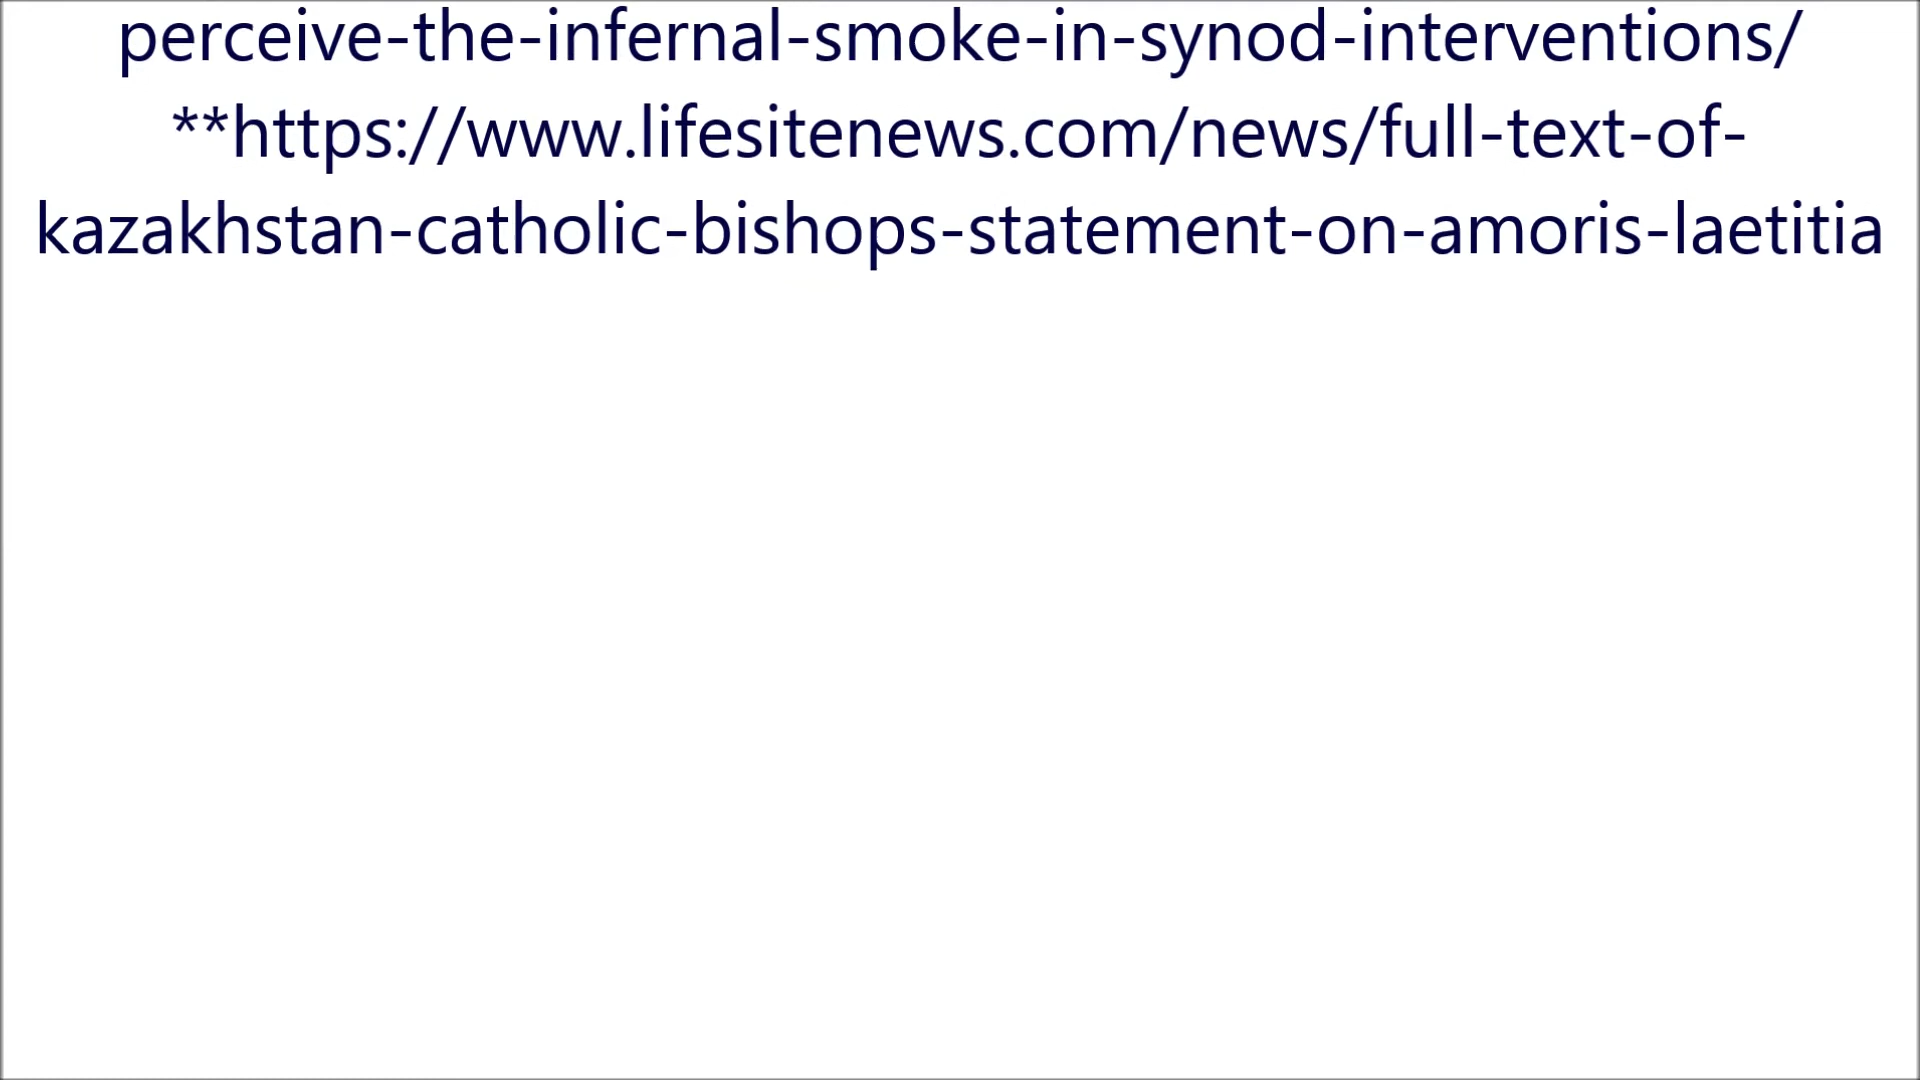 perceive-the-infernal-smoke-in-synod-interventions/
**https://www.lifesitenews.com/news/full-text-of-
kazakhstan-catholic-bishops-statement-on-amoris-laetitia